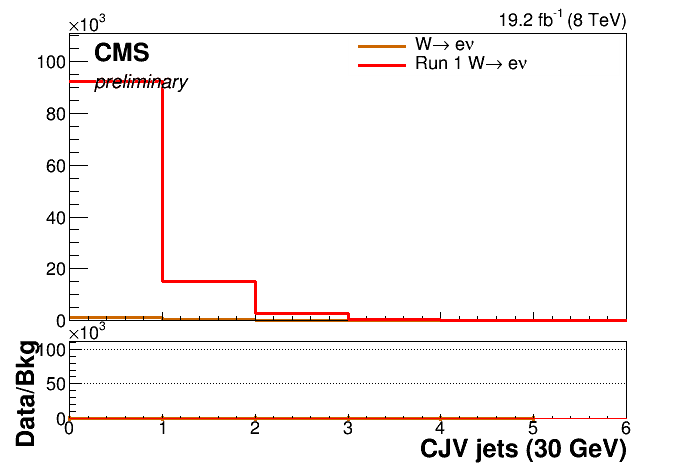 ×10³
19.2 fb⁻¹ (8 TeV)
CMS
preliminary
W→ eν
Run 1 W→ eν
100
80
60
40
20
0
×10³
100
50
0
Data/Bkg
0 1 2 3 4 5 6
CJV jets (30 GeV)